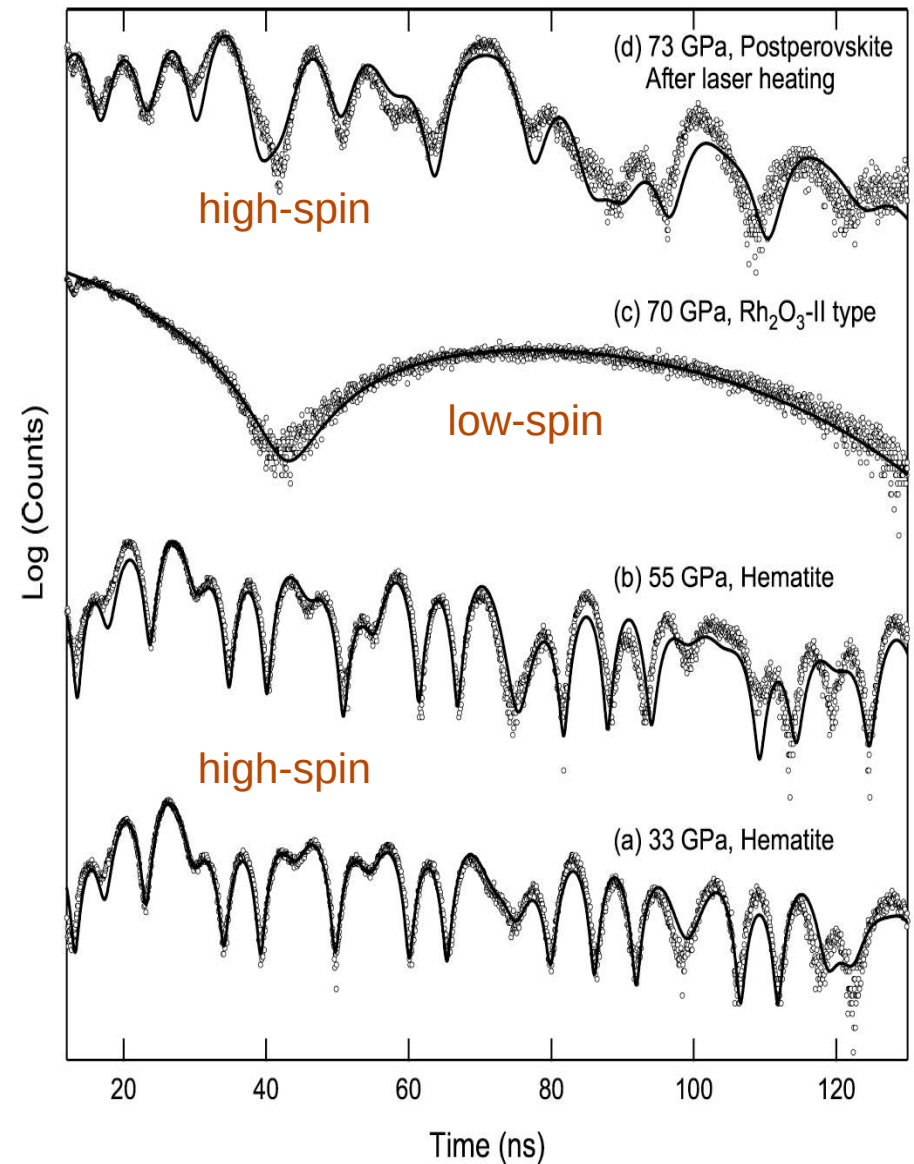 (d) 73 GPa, Postperovskite
After laser heating
high-spin
(c) 70 GPa, Rh₂O₃-II type
low-spin
Log (Counts)
(b) 55 GPa, Hematite
high-spin
(a) 33 GPa, Hematite
20 40 60 80 100 120
Time (ns)